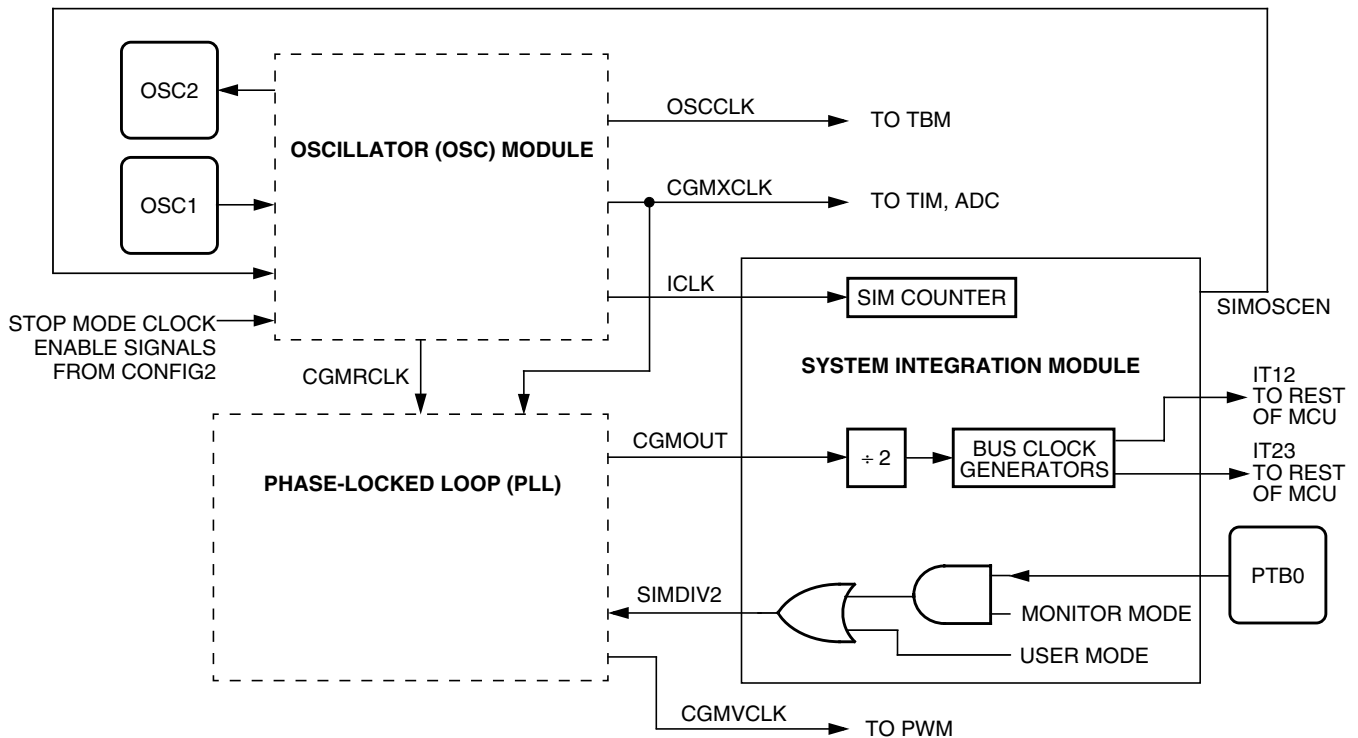 OSC2
OSCCLK
TO TBM
OSCILLATOR (OSC) MODULE
OSC1
CGMXCLK
TO TIM, ADC
ICLK
SIM COUNTER
SIMOSCEN
STOP MODE CLOCK
ENABLE SIGNALS
FROM CONFIG2
CGMRCLK
SYSTEM INTEGRATION MODULE
IT12
TO REST
OF MCU
CGMOUT
÷ 2
BUS CLOCK
GENERATORS
IT23
TO REST
OF MCU
PHASE-LOCKED LOOP (PLL)
SIMDIV2
PTB0
MONITOR MODE
USER MODE
CGMVCLK
TO PWM